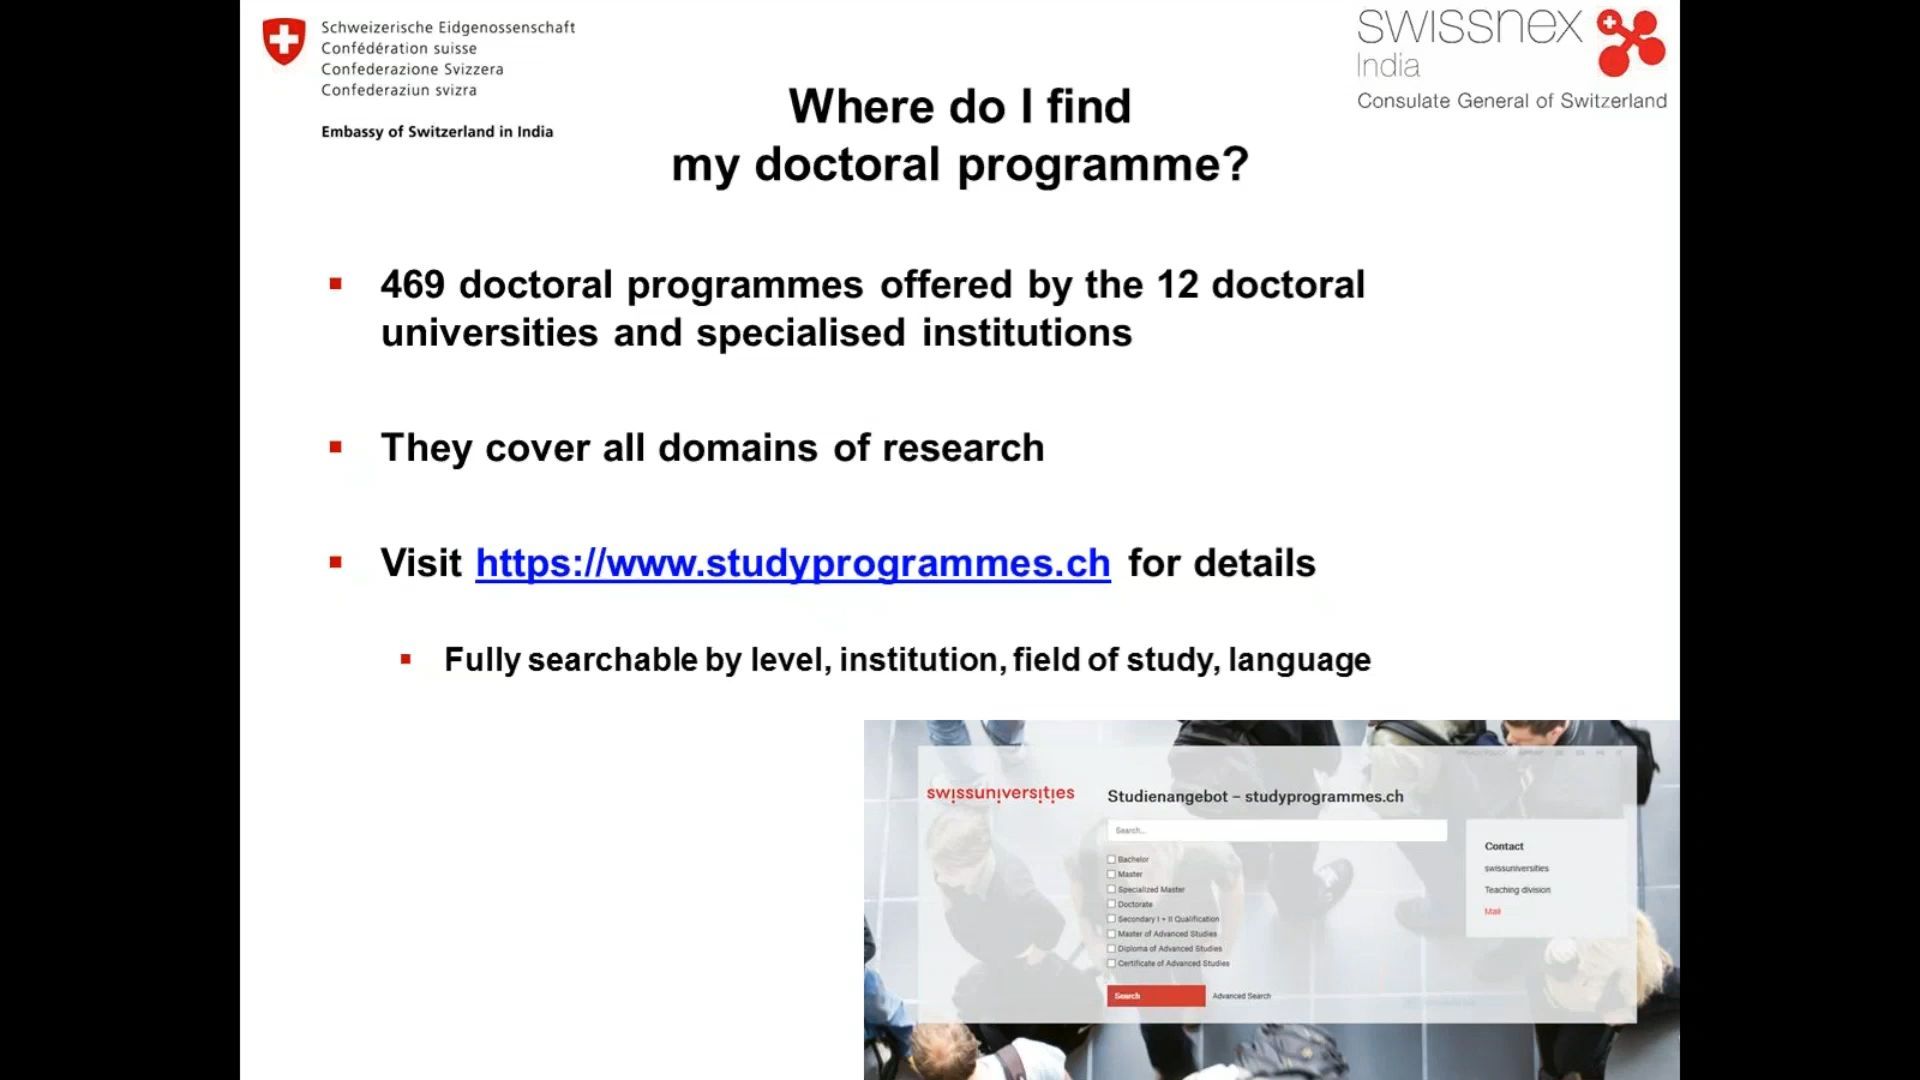 Schweizerische Eidgenossenschaft
Confédération suisse
Confederazione Svizzera
Confederaziun svizra
Embassy of Switzerland in India
swissnex
India
Consulate General of Switzerland
Where do I find
my doctoral programme?
469 doctoral programmes offered by the 12 doctoral
universities and specialised institutions
They cover all domains of research
Visit https://www.studyprogrammes.ch for details
Fully searchable by level, institution, field of study, language
swissuniversities
Studienangebot – studyprogrammes.ch
Search...
Bachelor
Master
Specialized Master
Doctorate
Secondary I + II Qualification
Master of Advanced Studies
Diploma of Advanced Studies
Certificate of Advanced Studies
Search
Advanced Search
Contact
swissuniversities
Teaching division
Mail